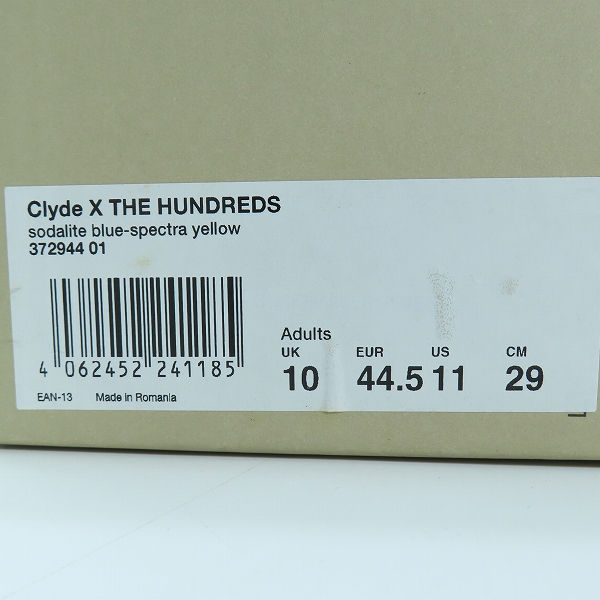 Clyde X THE HUNDREDS
sodalite blue-spectra yellow
372944 01
4 062452 241185
EAN-13 Made in Romania
Adults
UK EUR US CM
10 44.5 11 29